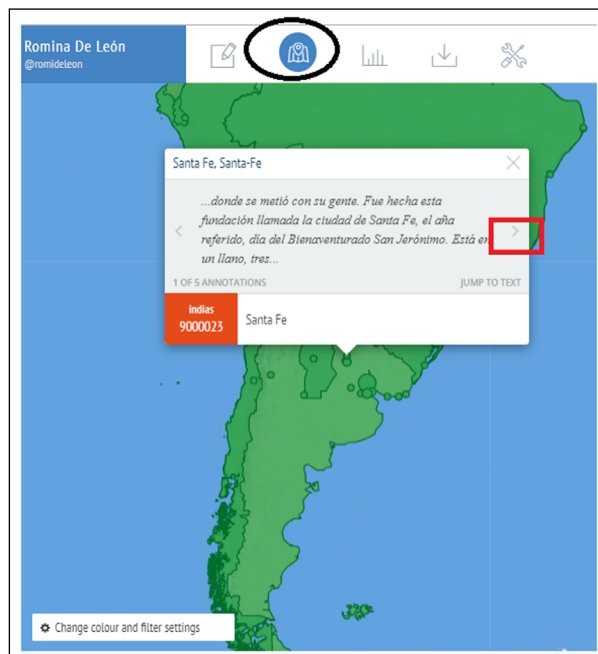 Romina De León
@romideleon
Santa Fe, Santa-Fe
...donde se metió con su gente. Fue hecha esta
fundación llamada la ciudad de Santa Fe, el año
referido, día del Bienaventurado San Jerónimo. Está en
un llano, tres...
1 OF 5 ANNOTATIONS
JUMP TO TEXT
indias
9000023
Santa Fe
Change colour and filter settings